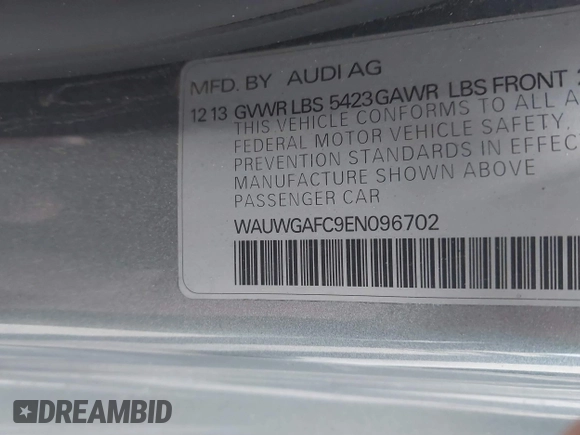 MFD. BY AUDI AG
12 13 GVWR LBS 5423 GAWR LBS FRONT
THIS VEHICLE CONFORMS TO ALL A
FEDERAL MOTOR VEHICLE SAFETY,
PREVENTION STANDARDS IN EFFEC
MANUFACTURE SHOWN ABOVE
PASSENGER CAR
WAUWGAFC9EN096702
DREAMBID